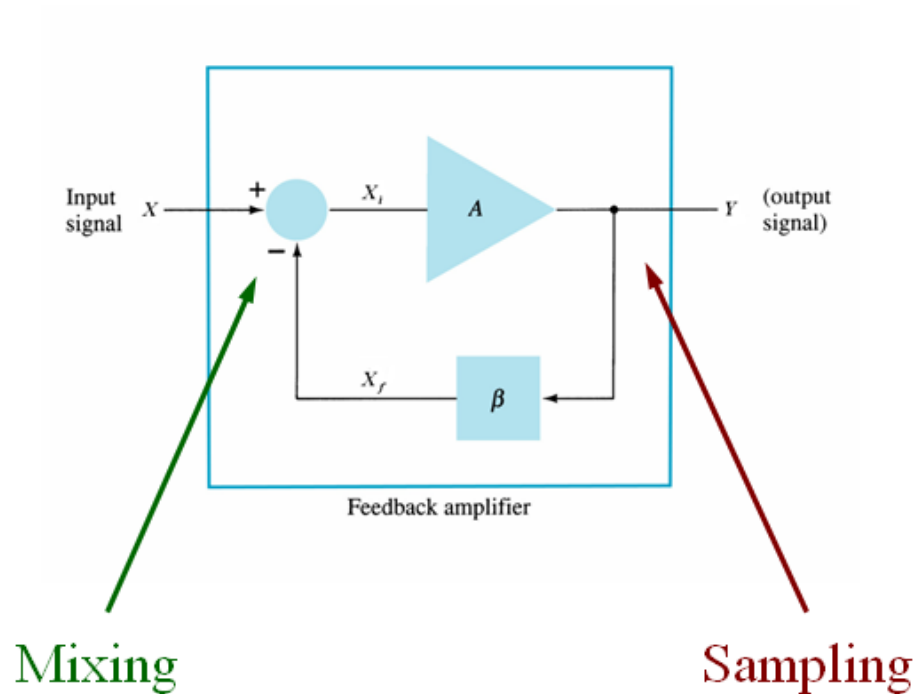 Input
signal
X
+
−
X_i
A
Y
(output
signal)
X_f
β
Feedback amplifier
Mixing
Sampling